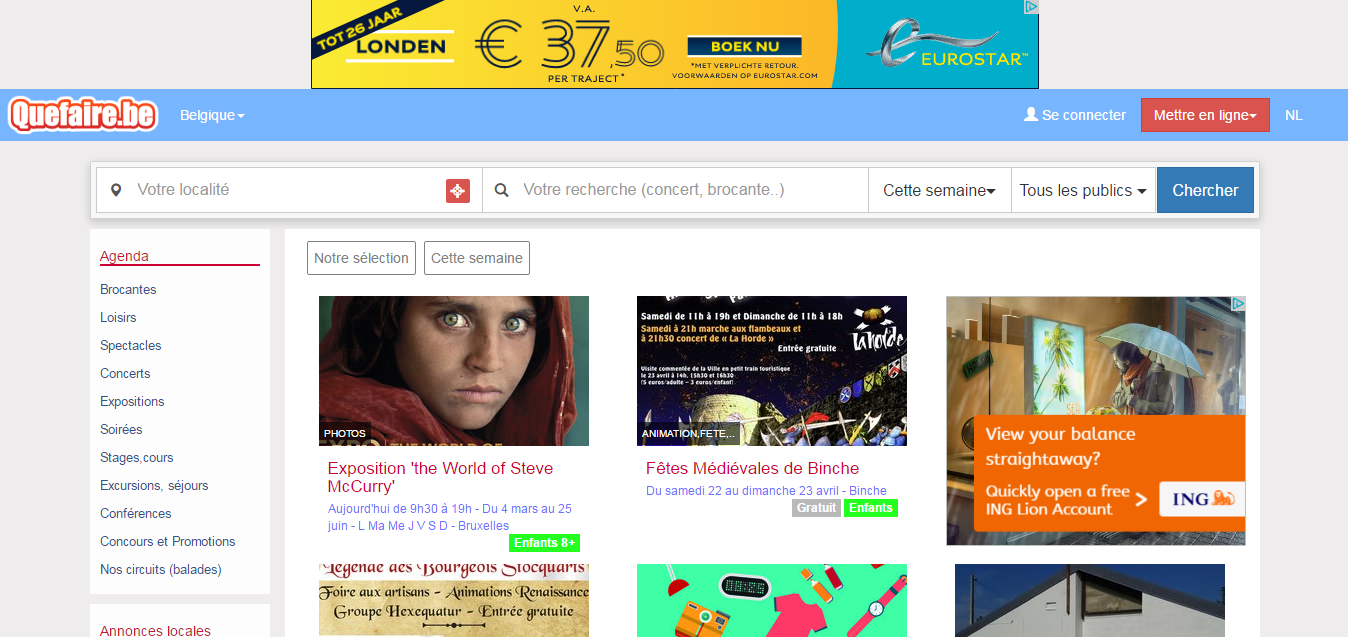 TOT 26 JAAR
LONDEN
V.A.
€ 37,50
PER TRAJECT*
BOEK NU
*MET VERPLICHTE RETOUR.
VOORWAARDEN OP EUROSTAR.COM
EUROSTAR™
Quefaire.be
Belgique
Se connecter
Mettre en ligne
NL
Votre localité
Votre recherche (concert, brocante..)
Cette semaine
Tous les publics
Chercher
Agenda
Brocantes
Loisirs
Spectacles
Concerts
Expositions
Soirées
Stages,cours
Excursions, séjours
Conférences
Concours et Promotions
Nos circuits (balades)
Annonces locales
Notre sélection
Cette semaine
PHOTOS
THE WORLD OF
Exposition 'the World of Steve
McCurry'
Aujourd'hui de 9h30 à 19h - Du 4 mars au 25
juin - L Ma Me J V S D - Bruxelles
Enfants 8+
Samedi de 11h à 19h et Dimanche de 11h à 18h
Samedi à 21h marche aux flambeaux et
à 21h30 concert de « La Horde »
Entrée gratuite
la horde
Visite commentée de la Ville en petit train touristique
le 23 avril à 14h, 15h30 et 16h30
(5 euros/adulte – 3 euros/enfant)
ANIMATION,FETE,..
Fêtes Médiévales de Binche
Du samedi 22 au dimanche 23 avril - Binche
Gratuit
Enfants
View your balance
straightaway?
Quickly open a free
ING Lion Account
>
ING
Légende des Bourgeois Stocquarts
Foire aux artisans - Animations Renaissance
Groupe Hexequatur - Entrée gratuite
08:25